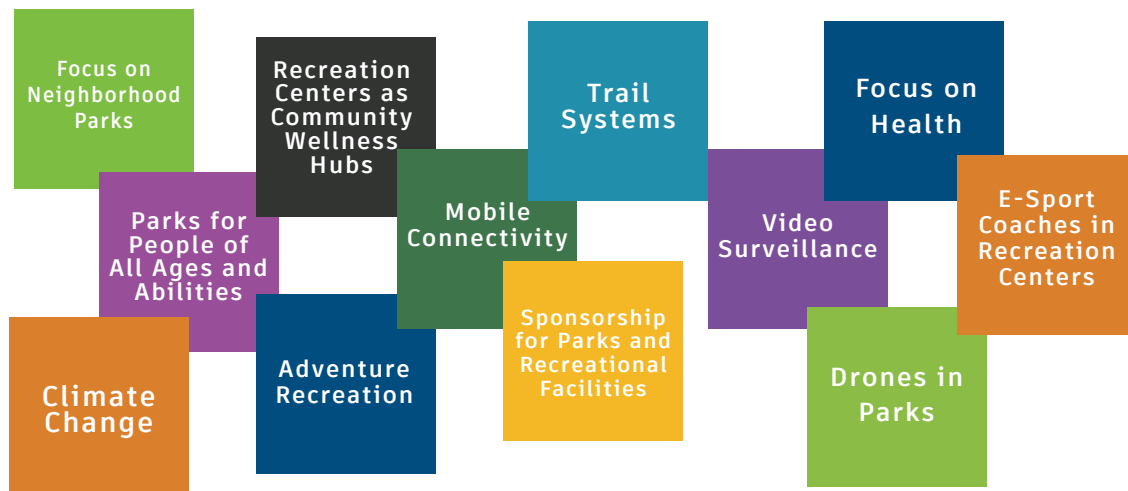 Focus on
Neighborhood
Parks
Recreation
Centers as
Community
Wellness
Hubs
Trail
Systems
Focus on
Health
Parks for
People of
All Ages and
Abilities
Mobile
Connectivity
Video
Surveillance
E-Sport
Coaches in
Recreation
Centers
Climate
Change
Adventure
Recreation
Sponsorship
for Parks and
Recreational
Facilities
Drones in
Parks